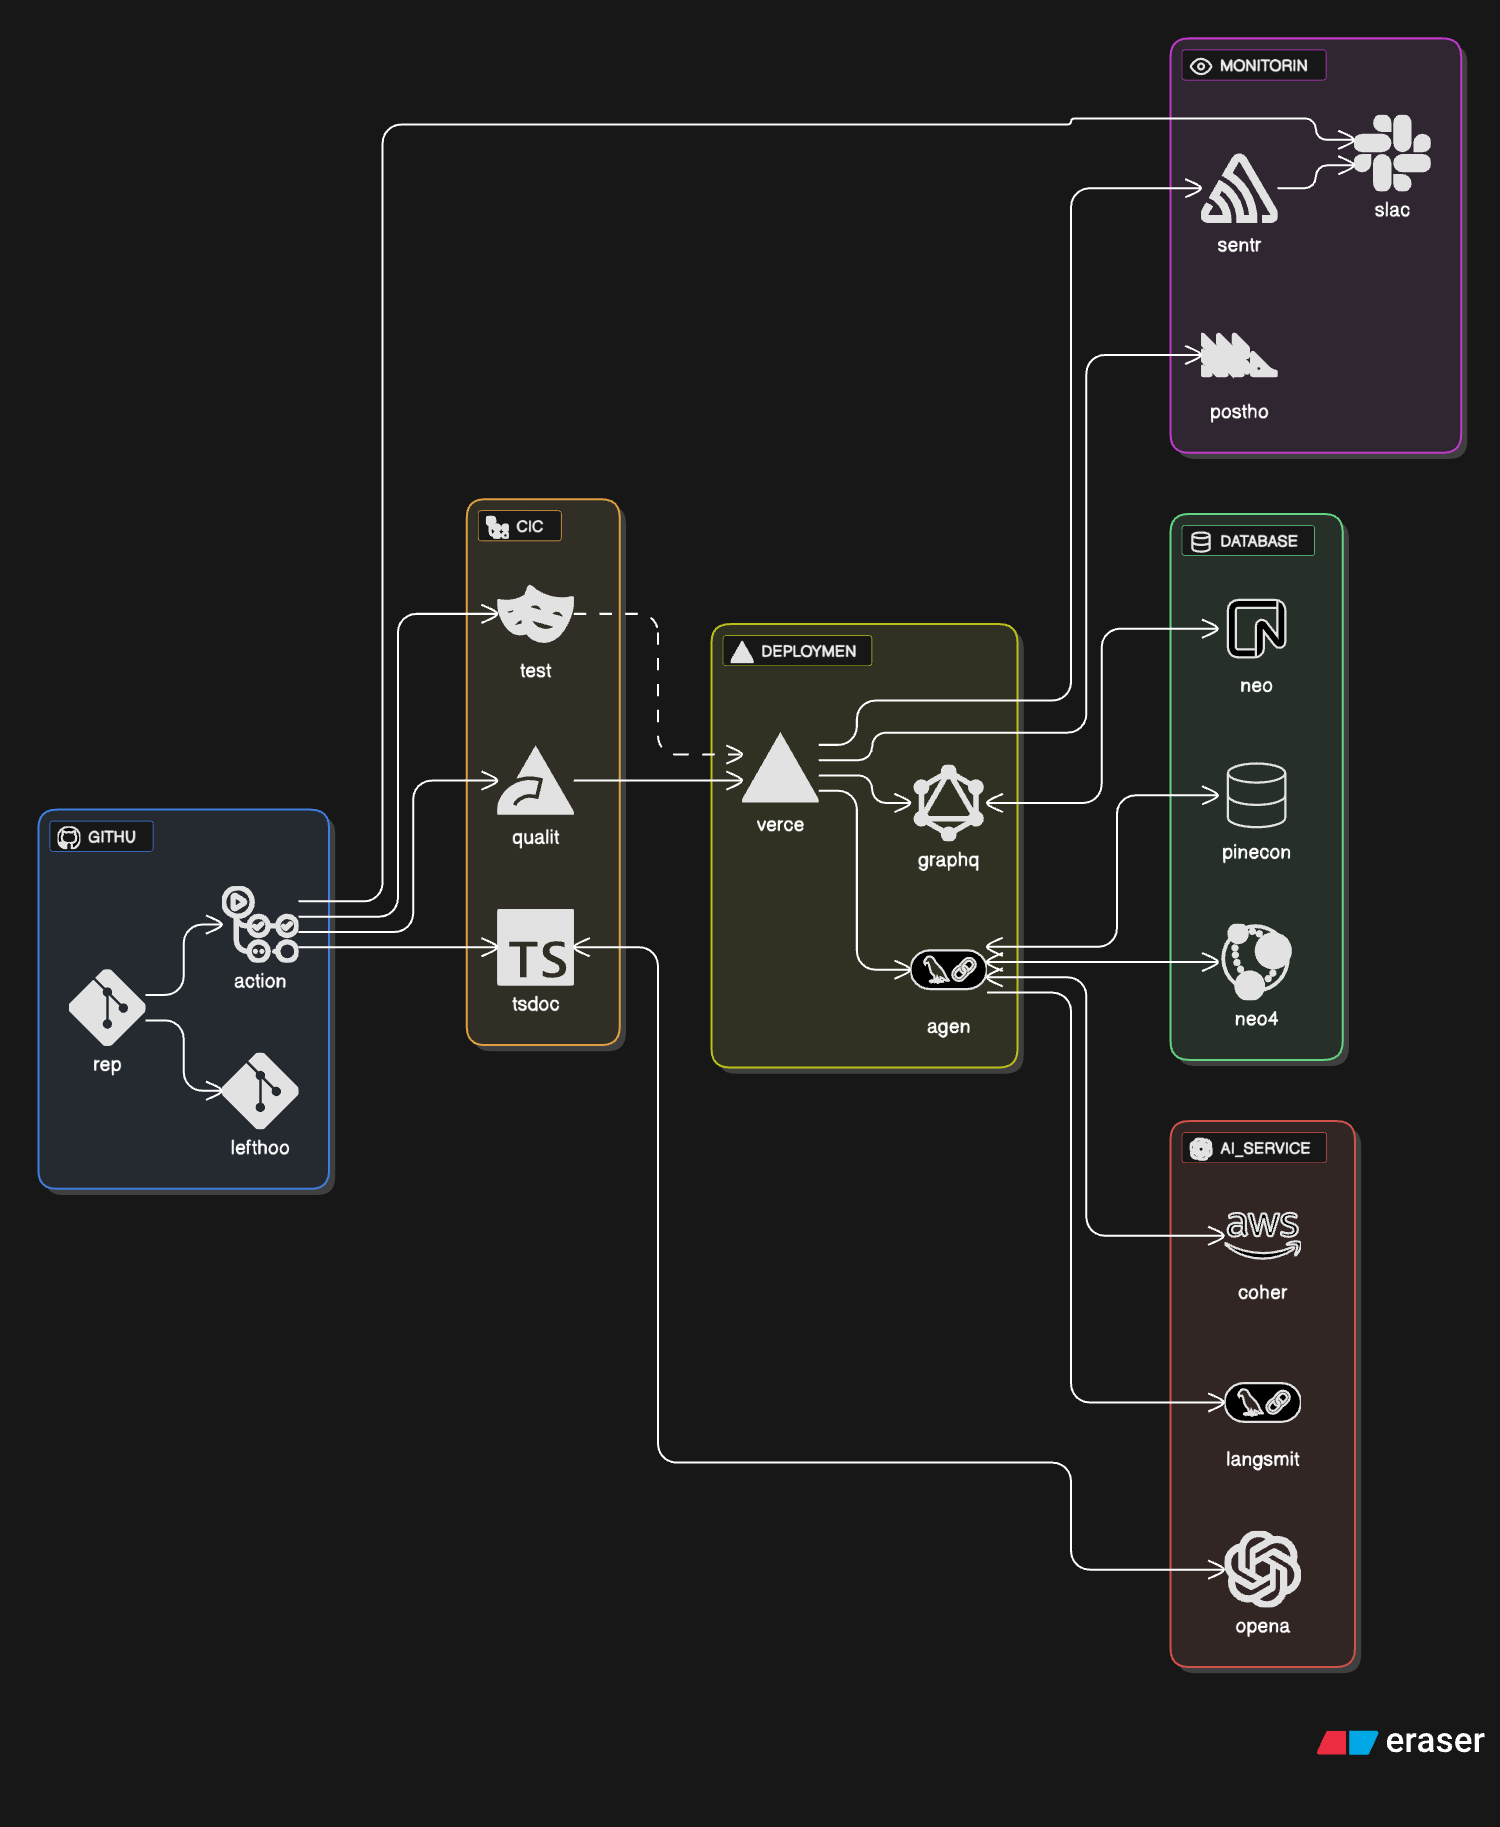 MONITORIN
slac
sentr
postho
CIC
test
qualit
TS
tsdoc
DATABASE
neo
pinecon
neo4
DEPLOYMEN
verce
graphq
agen
GITHU
action
rep
lefthoo
AI_SERVICE
aws
coher
langsmit
opena
eraser